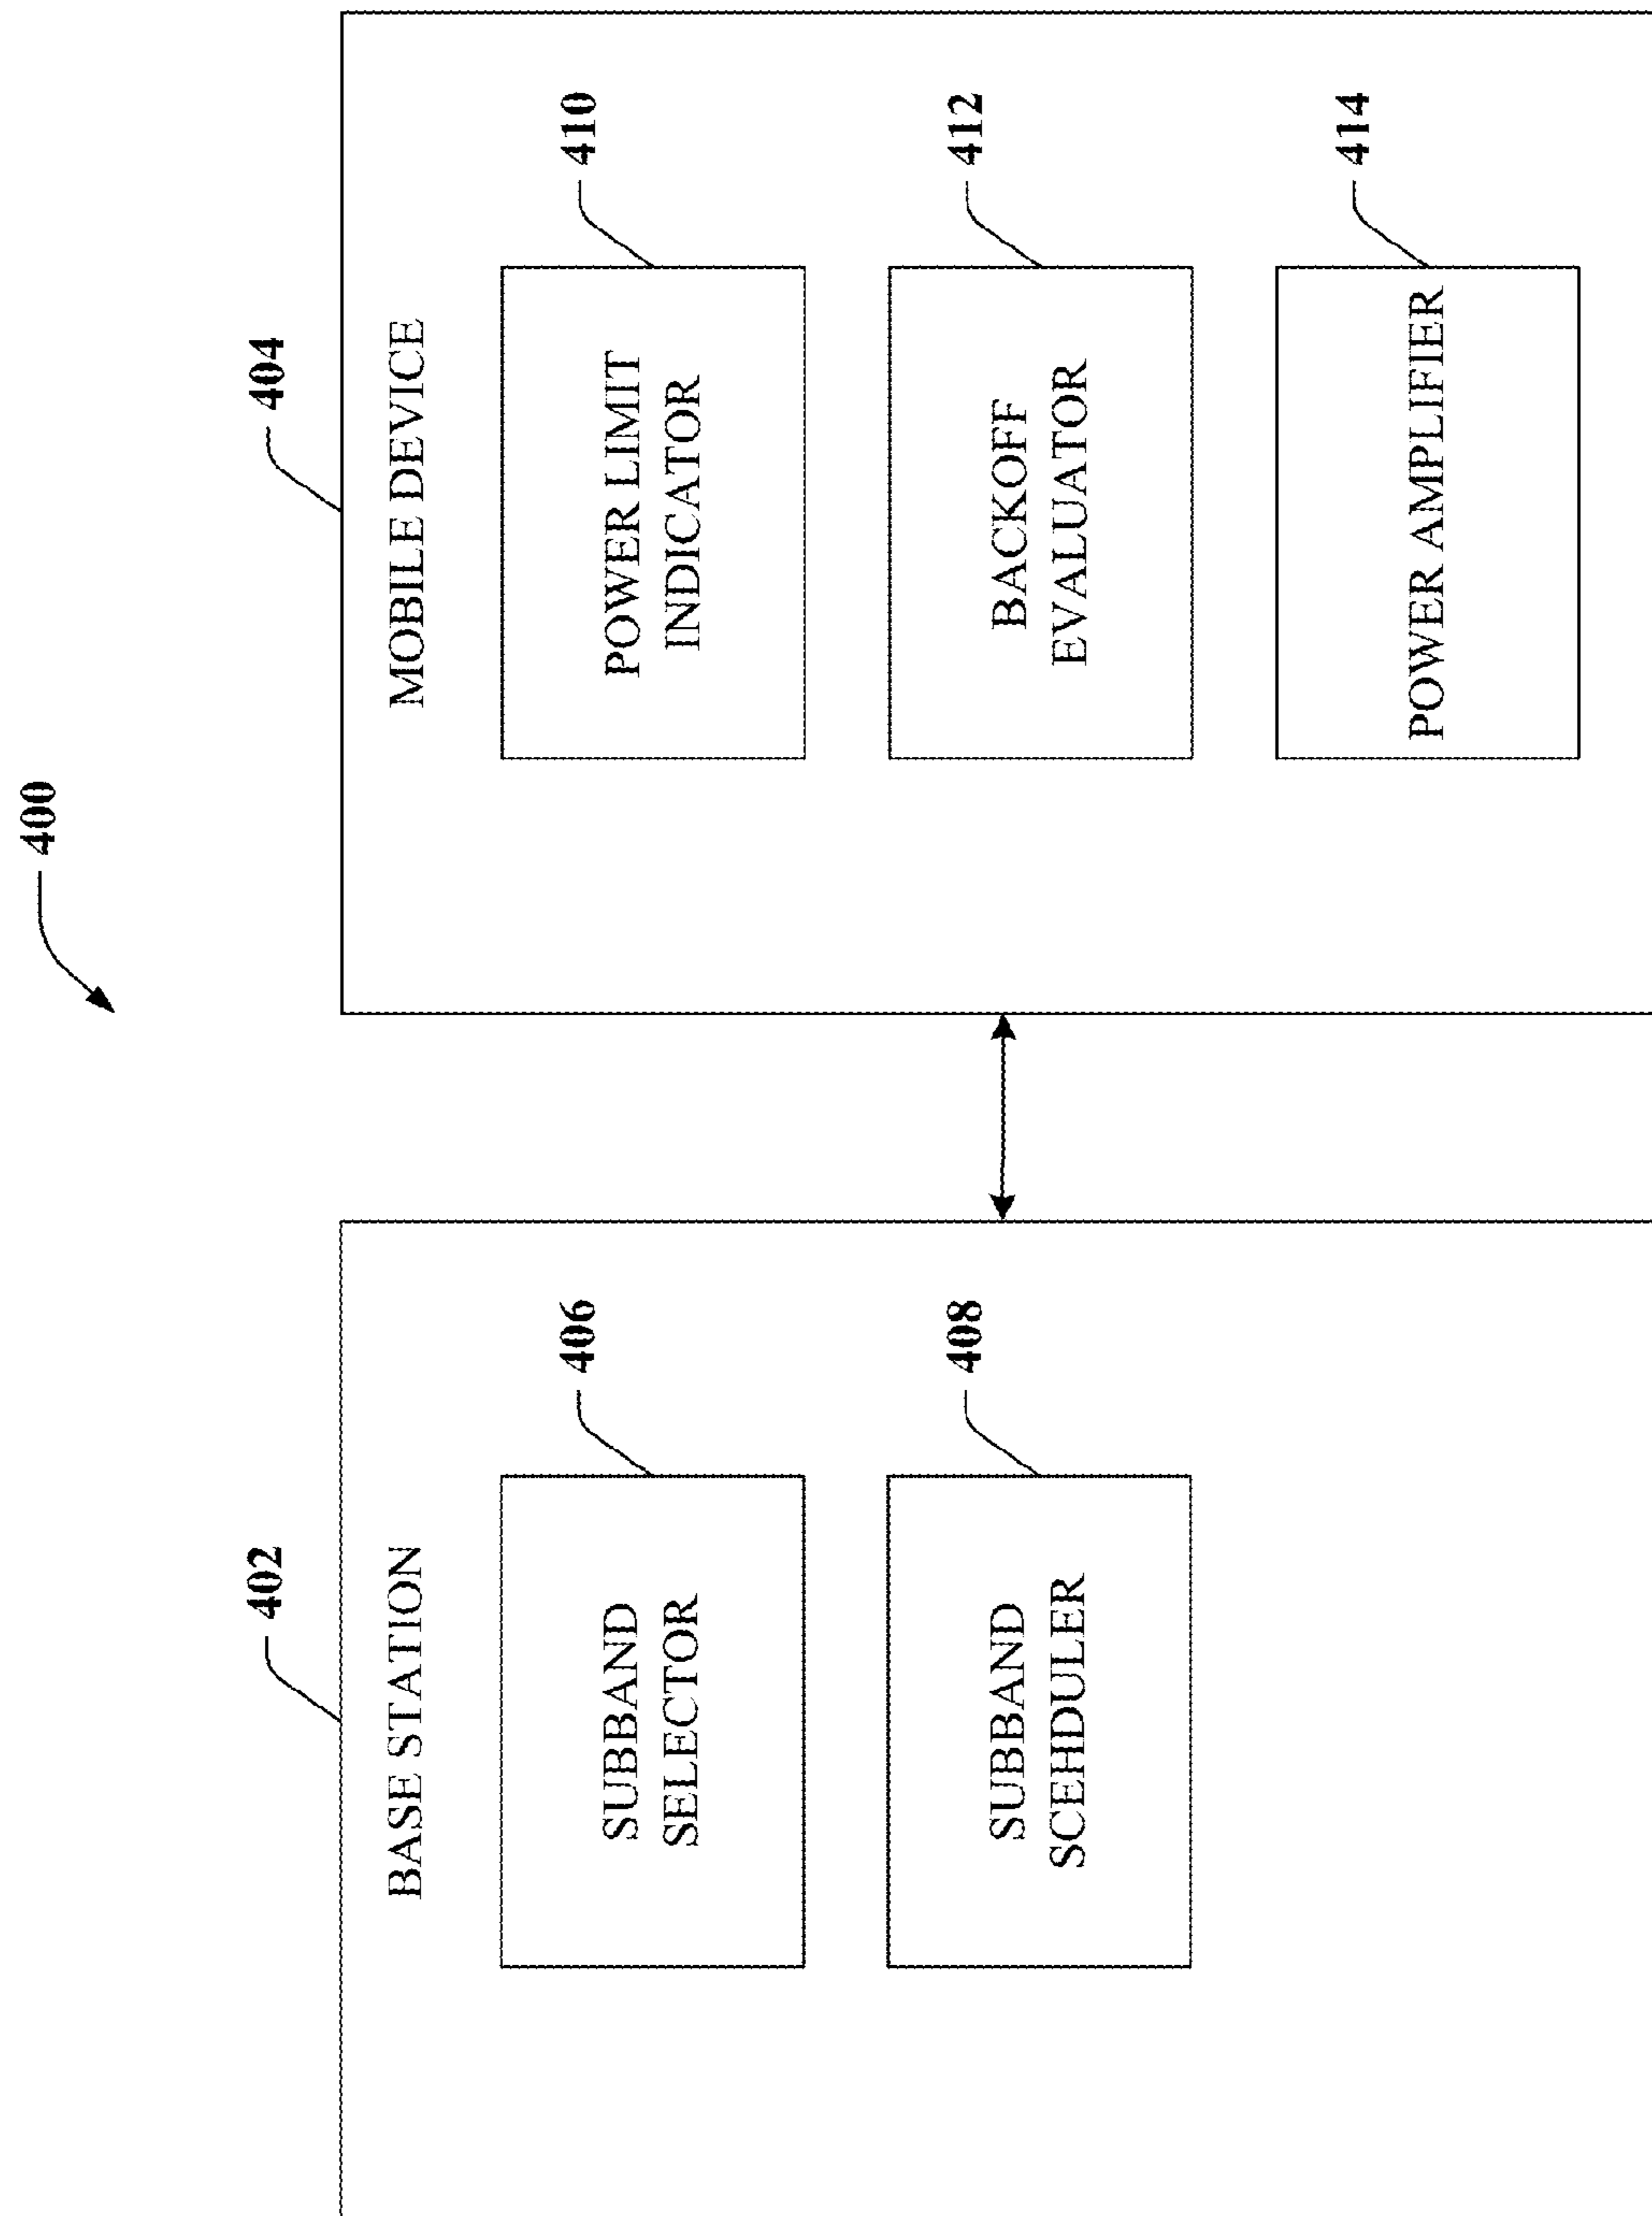 400
402
BASE STATION
406
SUBBAND
SELECTOR
408
SUBBAND
SCEHDULER
404
MOBILE DEVICE
410
POWER LIMIT
INDICATOR
412
BACKOFF
EVALUATOR
414
POWER AMPLIFIER